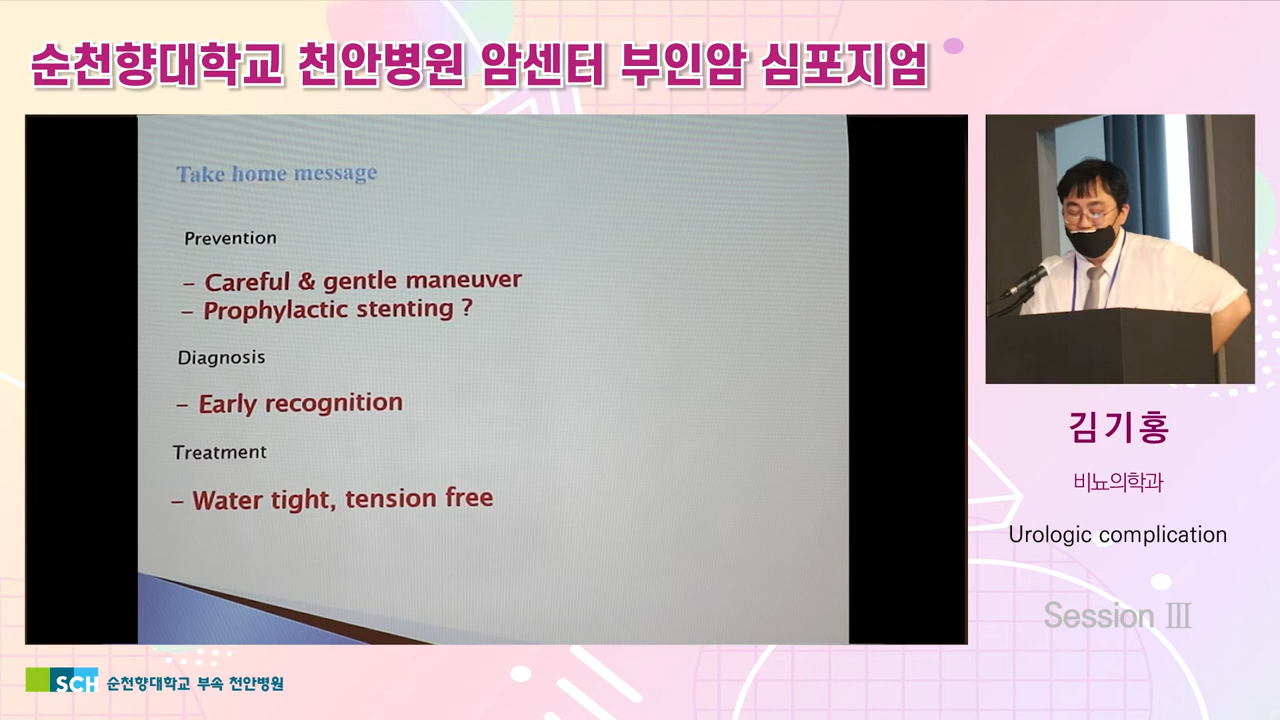 순천향대학교 천안병원 암센터 부인암 심포지엄
Take home message
Prevention
– Careful & gentle maneuver
– Prophylactic stenting ?
Diagnosis
– Early recognition
Treatment
– Water tight, tension free
김기홍
비뇨의학과
Urologic complication
Session Ⅲ
SCH 순천향대학교 부속 천안병원